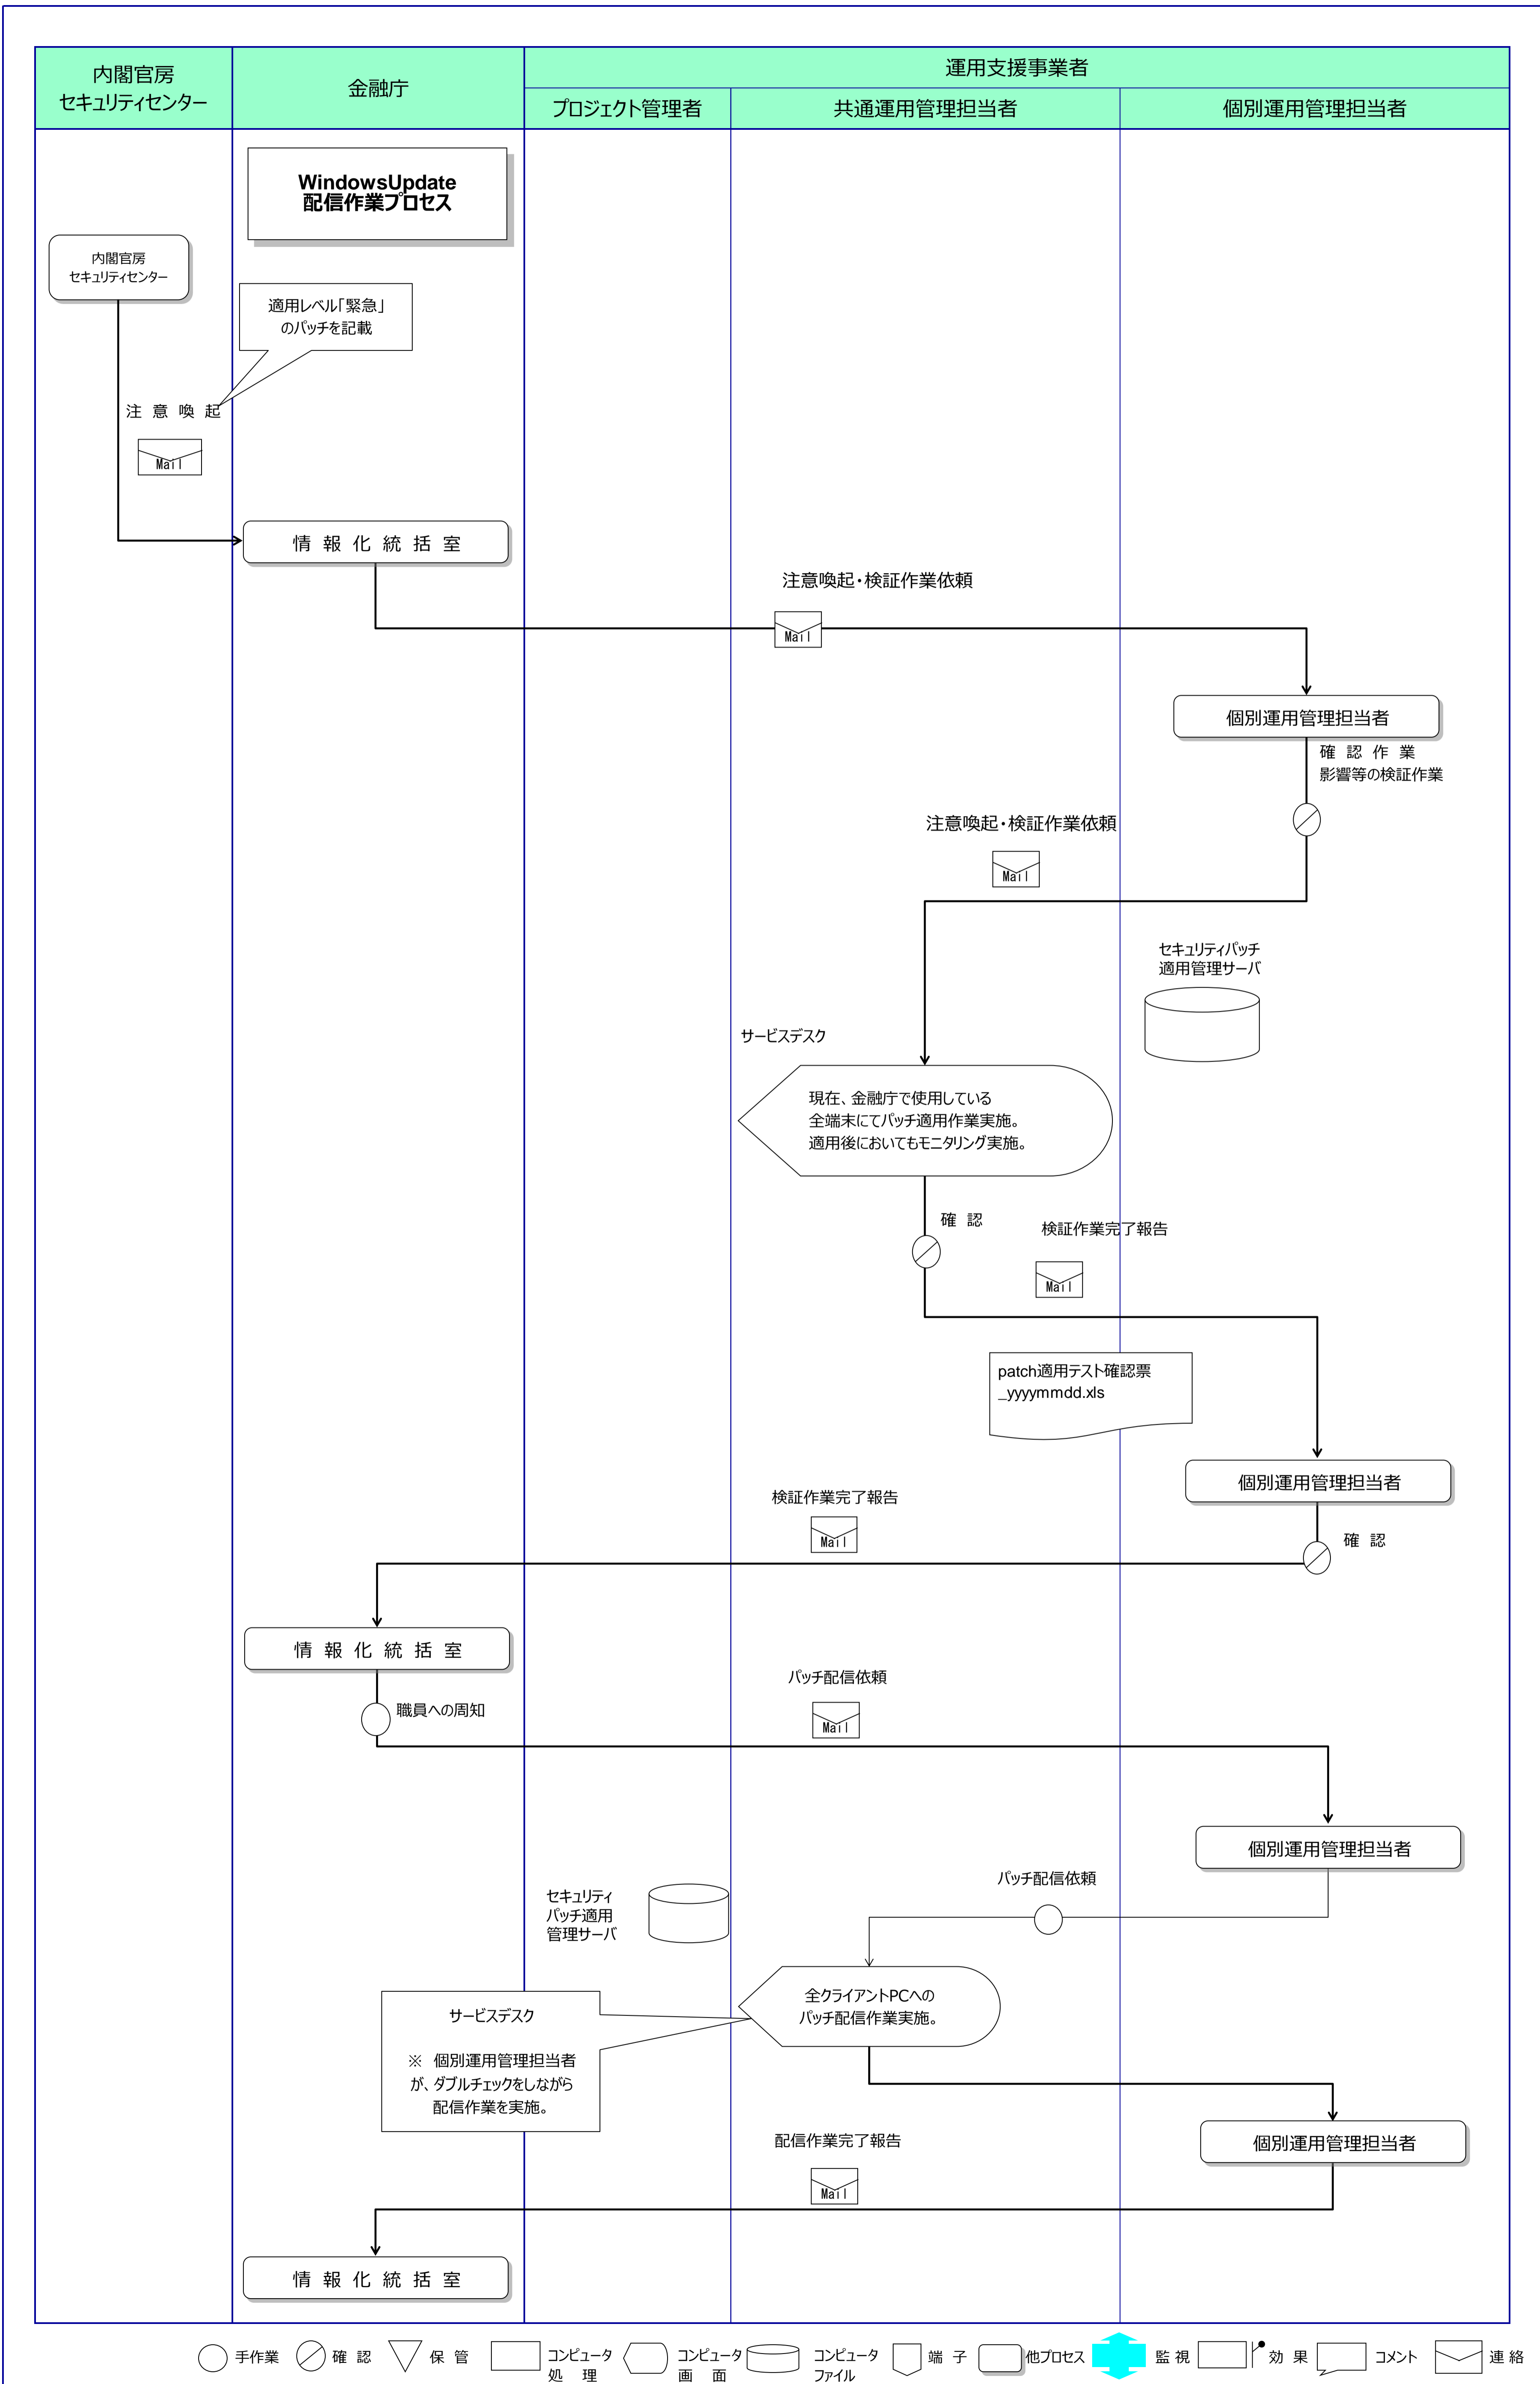 内閣官房
セキュリティセンター
金融庁
運用支援事業者
プロジェクト管理者
共通運用管理担当者
個別運用管理担当者
WindowsUpdate
配信作業プロセス
内閣官房
セキュリティセンター
適用レベル「緊急」
のパッチを記載
注 意 喚 起
Mail
情 報 化 統 括 室
注意喚起・検証作業依頼
Mail
個別運用管理担当者
確 認 作 業
影響等の検証作業
注意喚起・検証作業依頼
Mail
セキュリティパッチ
適用管理サーバ
サービスデスク
現在、金融庁で使用している
全端末にてパッチ適用作業実施。
適用後においてもモニタリング実施。
確 認
検証作業完了報告
Mail
patch適用テスト確認票
_yyyymmdd.xls
個別運用管理担当者
検証作業完了報告
Mail
確 認
情 報 化 統 括 室
職員への周知
パッチ配信依頼
Mail
個別運用管理担当者
パッチ配信依頼
セキュリティ
パッチ適用
管理サーバ
全クライアントPCへの
パッチ配信作業実施。
サービスデスク
※ 個別運用管理担当者
が、ダブルチェックをしながら
配信作業を実施。
個別運用管理担当者
配信作業完了報告
Mail
情 報 化 統 括 室
手作業
確 認
保 管
コンピュータ
処 理
コンピュータ
画 面
コンピュータ
ファイル
端 子
他プロセス
監 視
効 果
コメント
連 絡